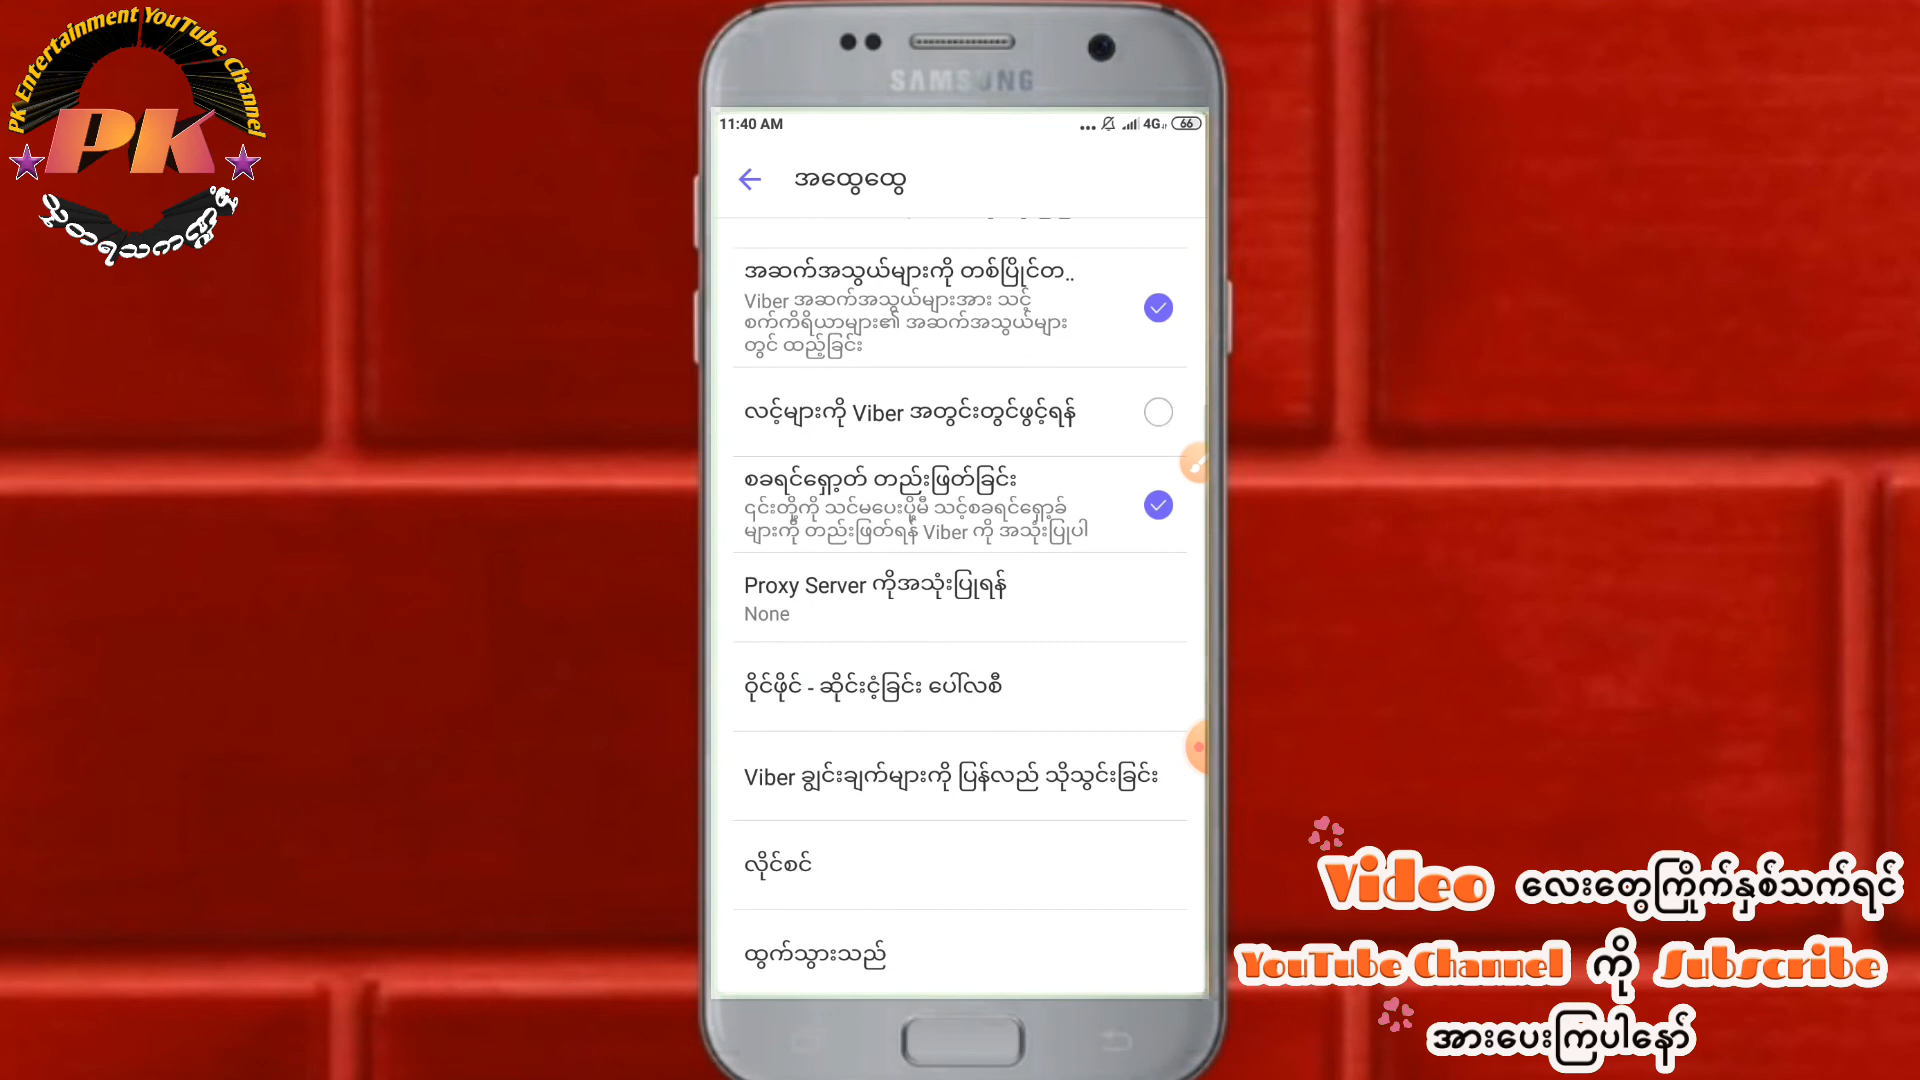 PK Entertainment YouTube Channel
PK
SAMSUNG
11:40 AM
4G
66
အထွေထွေ
အဆက်အသွယ်များကို တစ်ပြိုင်တ..
Viber အဆက်အသွယ်များအား သင့်
စက်ကိရိယာများ၏ အဆက်အသွယ်များ
တွင် ထည့်ခြင်း
လင့်များကို Viber အတွင်းတွင်ဖွင့်ရန်
စခရင်ရှော့တ် တည်းဖြတ်ခြင်း
၎င်းတို့ကို သင်မပေးပို့မီ သင့်စခရင်ရှော့ခ်
များကို တည်းဖြတ်ရန် Viber ကို အသုံးပြုပါ
Proxy Server ကိုအသုံးပြုရန်
None
ဝိုင်ဖိုင် - ဆိုင်းငံ့ခြင်း ပေါ်လစီ
Viber ချွင်းချက်များကို ပြန်လည် သိုသွင်းခြင်း
လိုင်စင်
ထွက်သွားသည်
Video လေးတွေကြိုက်နှစ်သက်ရင်
YouTube Channel ကို Subscribe
အားပေးကြပါနော်